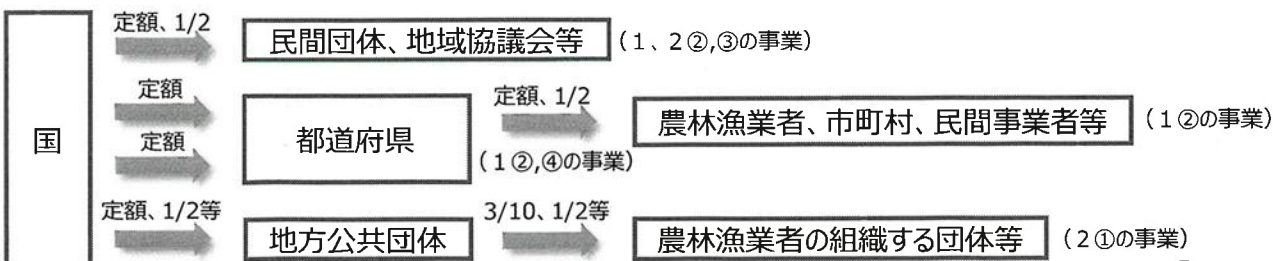 定額、1/2
民間団体、地域協議会等
(1、2②,③の事業)
国
定額
定額
都道府県
定額、1/2
(1②,④の事業)
農林漁業者、市町村、民間事業者等
(1②の事業)
定額、1/2等
地方公共団体
3/10、1/2等
農林漁業者の組織する団体等
(2①の事業)